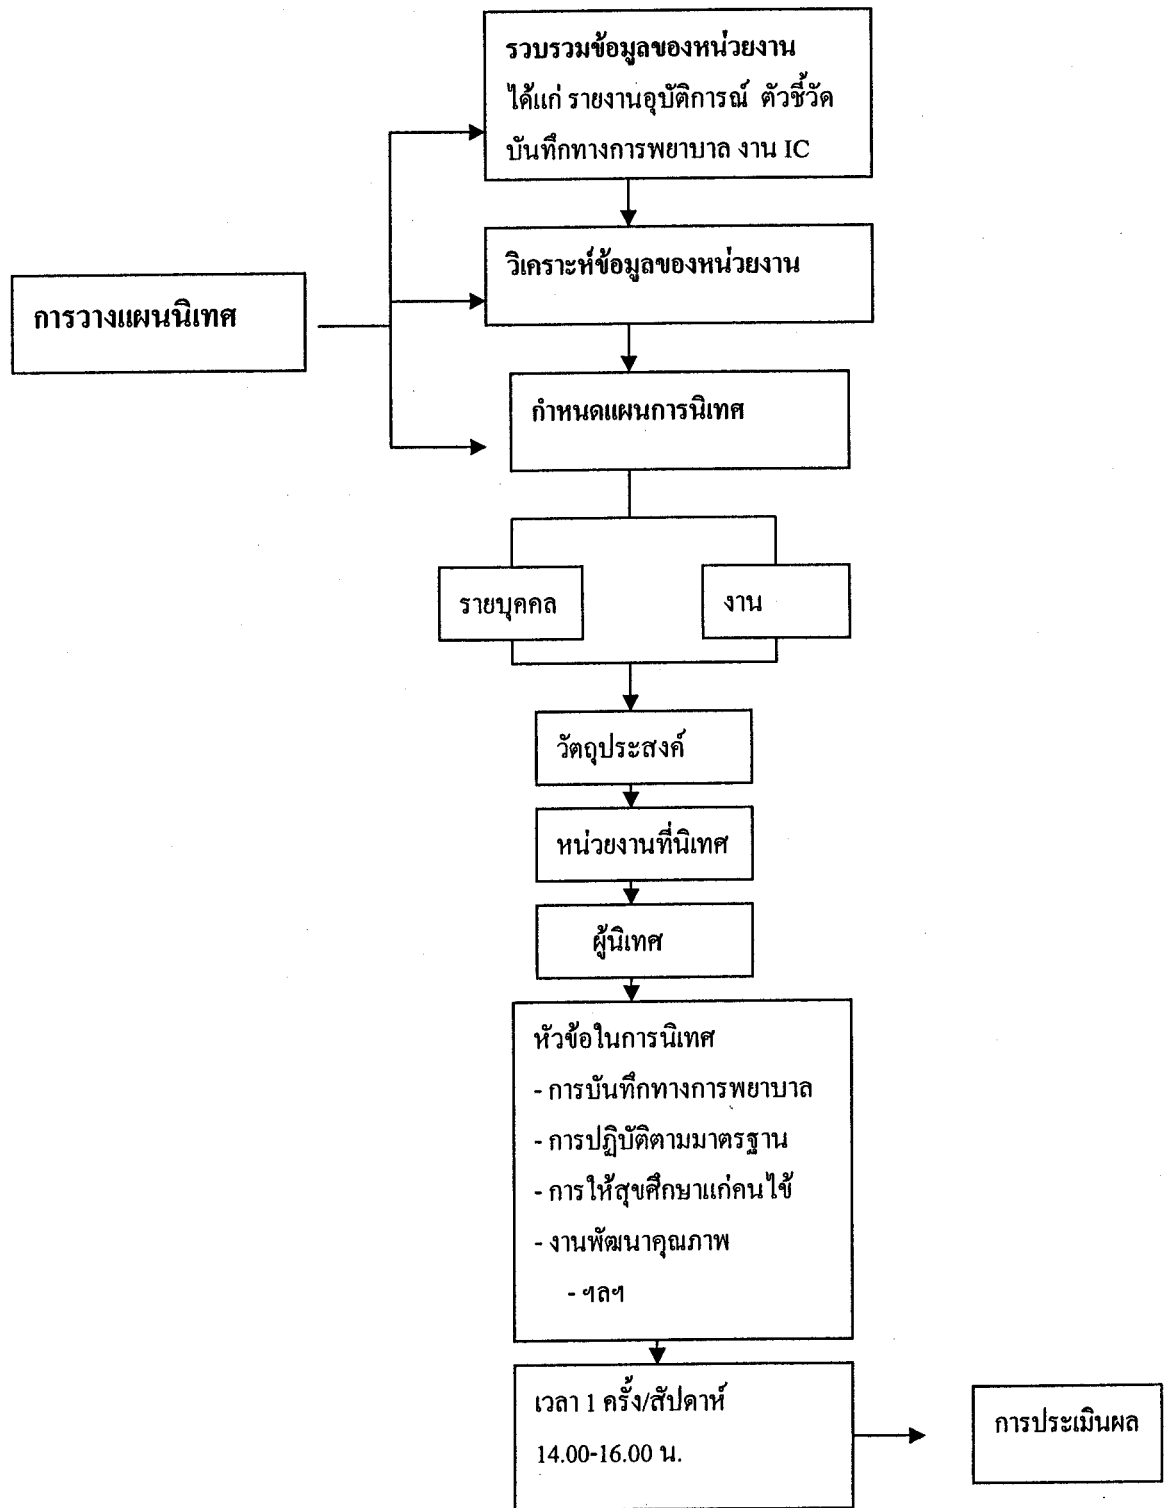 รวบรวมข้อมูลของหน่วยงาน
ได้แก่ รายงานอุบัติการณ์ ตัวชี้วัด
บันทึกทางการพยาบาล งาน IC
วิเคราะห์ข้อมูลของหน่วยงาน
การวางแผนนิเทศ
กำหนดแผนการนิเทศ
รายบุคคล
งาน
วัตถุประสงค์
หน่วยงานที่นิเทศ
ผู้นิเทศ
หัวข้อในการนิเทศ
- การบันทึกทางการพยาบาล
- การปฏิบัติตามมาตรฐาน
- การให้สุขศึกษาแก่คนไข้
- งานพัฒนาคุณภาพ
- ฯลฯ
เวลา 1 ครั้ง/สัปดาห์
14.00-16.00 น.
การประเมินผล